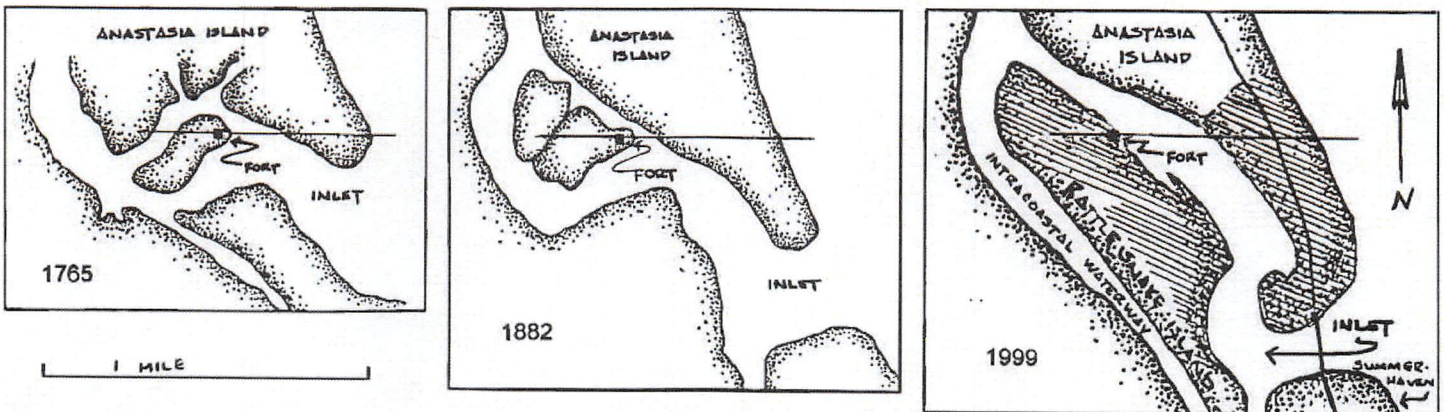 ANASTASIA ISLAND
FORT
INLET
1765
1 MILE
ANASTASIA
ISLAND
FORT
INLET
1882
ANASTASIA
ISLAND
N
FORT
RATTLESNAKE ISLAND
INTRACOASTAL WATERWAY
INLET
1999
SUMMER-
HAVEN